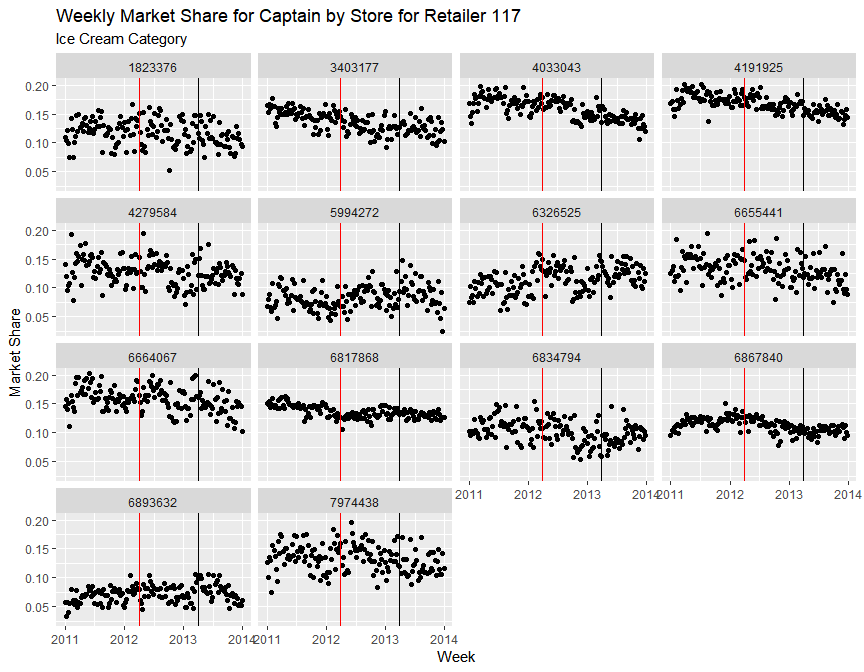 Weekly Market Share for Captain by Store for Retailer 117
Ice Cream Category
1823376 3403177 4033043 4191925
0.20
0.15
0.10
0.05
4279584 5994272 6326525 6655441
0.20
0.15
0.10
0.05
Market Share
6664067 6817868 6834794 6867840
0.20
0.15
0.10
0.05
2011 2012 2013 2014 2011 2012 2013 2014
6893632 7974438
0.20
0.15
0.10
0.05
2011 2012 2013 2014 2011 2012 2013 2014
Week